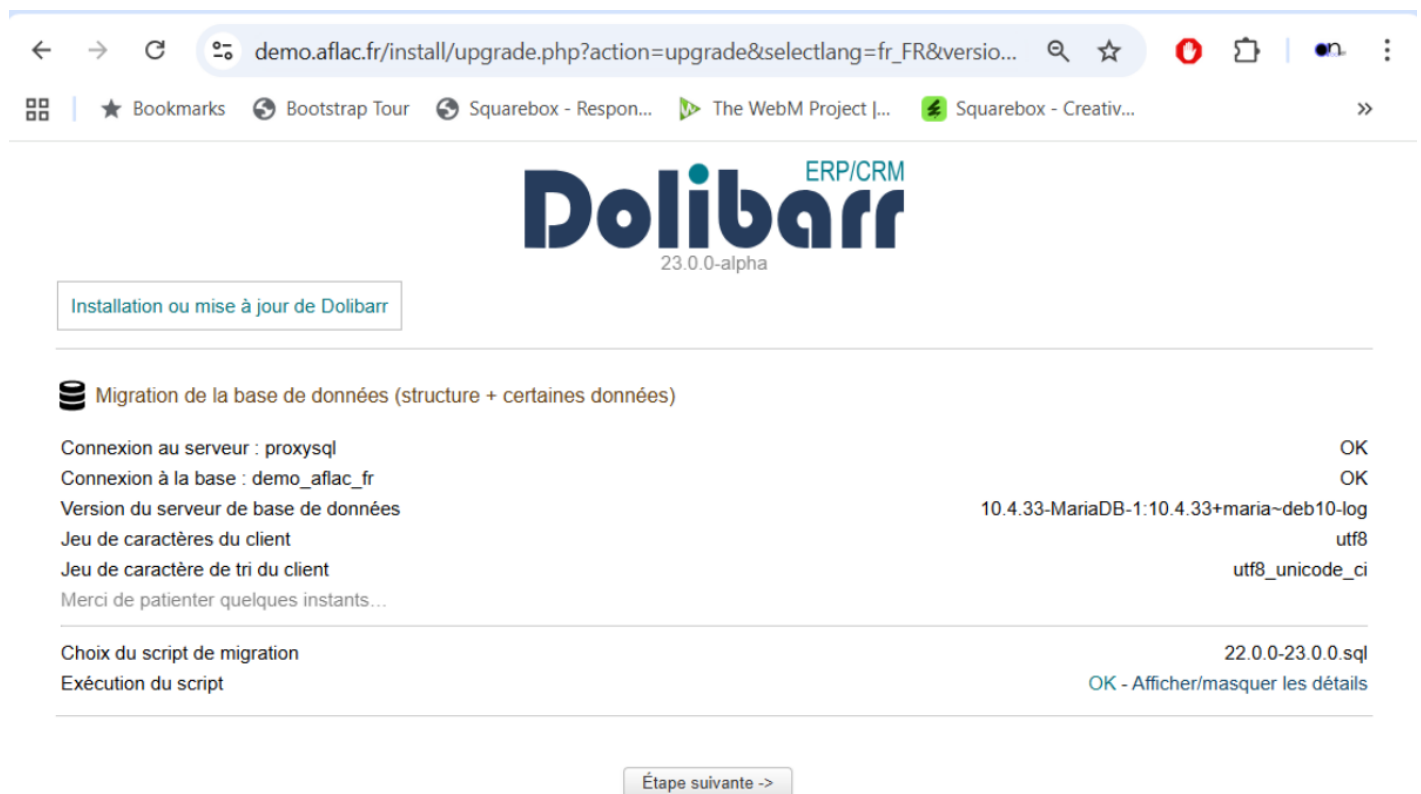 demo.aflac.fr/install/upgrade.php?action=upgrade&selectlang=fr_FR&versio...
on.
Bookmarks Bootstrap Tour Squarebox - Respon... The WebM Project |... Squarebox - Creativ... »
ERP/CRM
Dolibarr
23.0.0-alpha
Installation ou mise à jour de Dolibarr
Migration de la base de données (structure + certaines données)
Connexion au serveur : proxysql OK
Connexion à la base : demo_aflac_fr OK
Version du serveur de base de données 10.4.33-MariaDB-1:10.4.33+maria~deb10-log
Jeu de caractères du client utf8
Jeu de caractère de tri du client utf8_unicode_ci
Merci de patienter quelques instants...
Choix du script de migration 22.0.0-23.0.0.sql
Exécution du script OK - Afficher/masquer les détails
Étape suivante ->